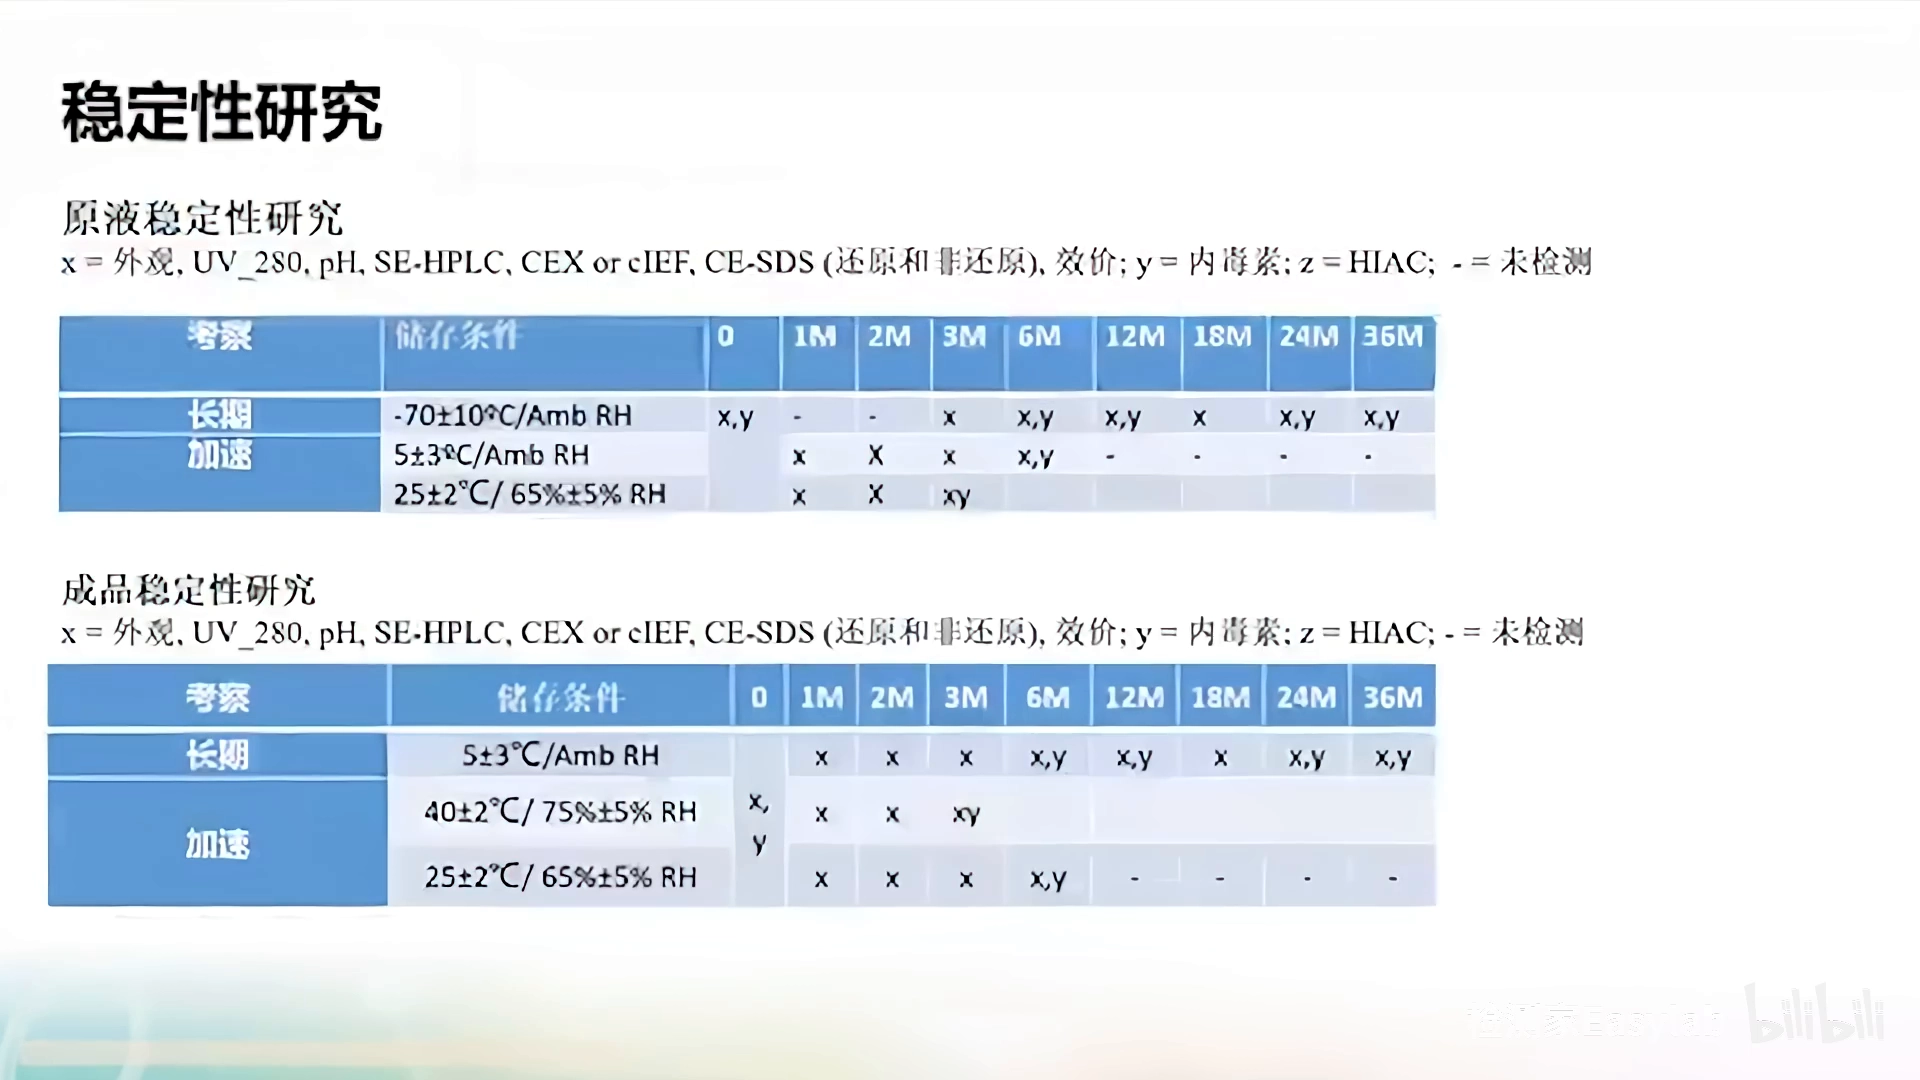 稳定性研究
原液稳定性研究
x = 外观, UV_280, pH, SE-HPLC, CEX or cIEF, CE-SDS (还原和非还原), 效价; y = 内毒素; z = HIAC; - = 未检测
考察 储存条件 0 1M 2M 3M 6M 12M 18M 24M 36M
长期 -70±10ºC/Amb RH x,y - - x x,y x,y x x,y x,y
加速 5±3ºC/Amb RH x X x x,y - - - -
25±2℃/ 65%±5% RH x X xy
成品稳定性研究
x = 外观, UV_280, pH, SE-HPLC, CEX or cIEF, CE-SDS (还原和非还原), 效价; y = 内毒素; z = HIAC; - = 未检测
考察 储存条件 0 1M 2M 3M 6M 12M 18M 24M 36M
长期 5±3℃/Amb RH x, y x x x x,y x,y x x,y x,y
加速 40±2℃/ 75%±5% RH x x xy
25±2℃/ 65%±5% RH x x x x,y - - - -
bilibili